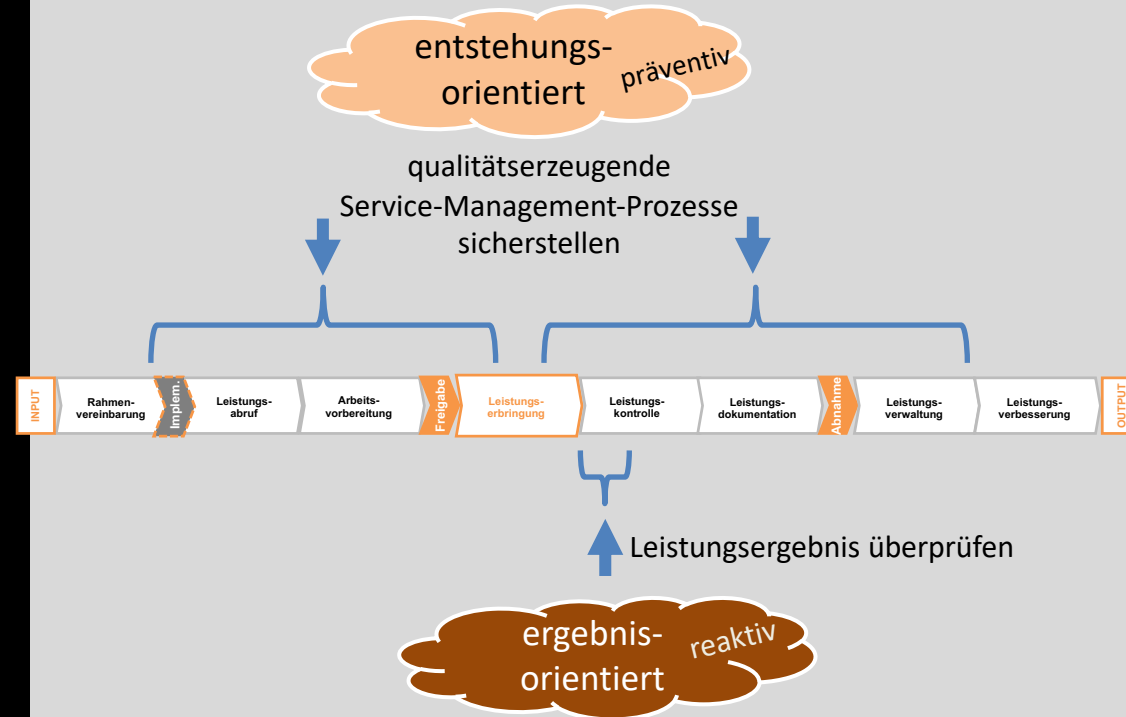 entstehungs-
orientiert
präventiv
qualitätserzeugende
Service-Management-Prozesse
sicherstellen
INPUT
Rahmen-
vereinbarung
Implem.
Leistungs-
abruf
Arbeits-
vorbereitung
Freigabe
Leistungs-
erbringung
Leistungs-
kontrolle
Leistungs-
dokumentation
Abnahme
Leistungs-
verwaltung
Leistungs-
verbesserung
OUTPUT
Leistungsergebnis überprüfen
ergebnis-
orientiert
reaktiv